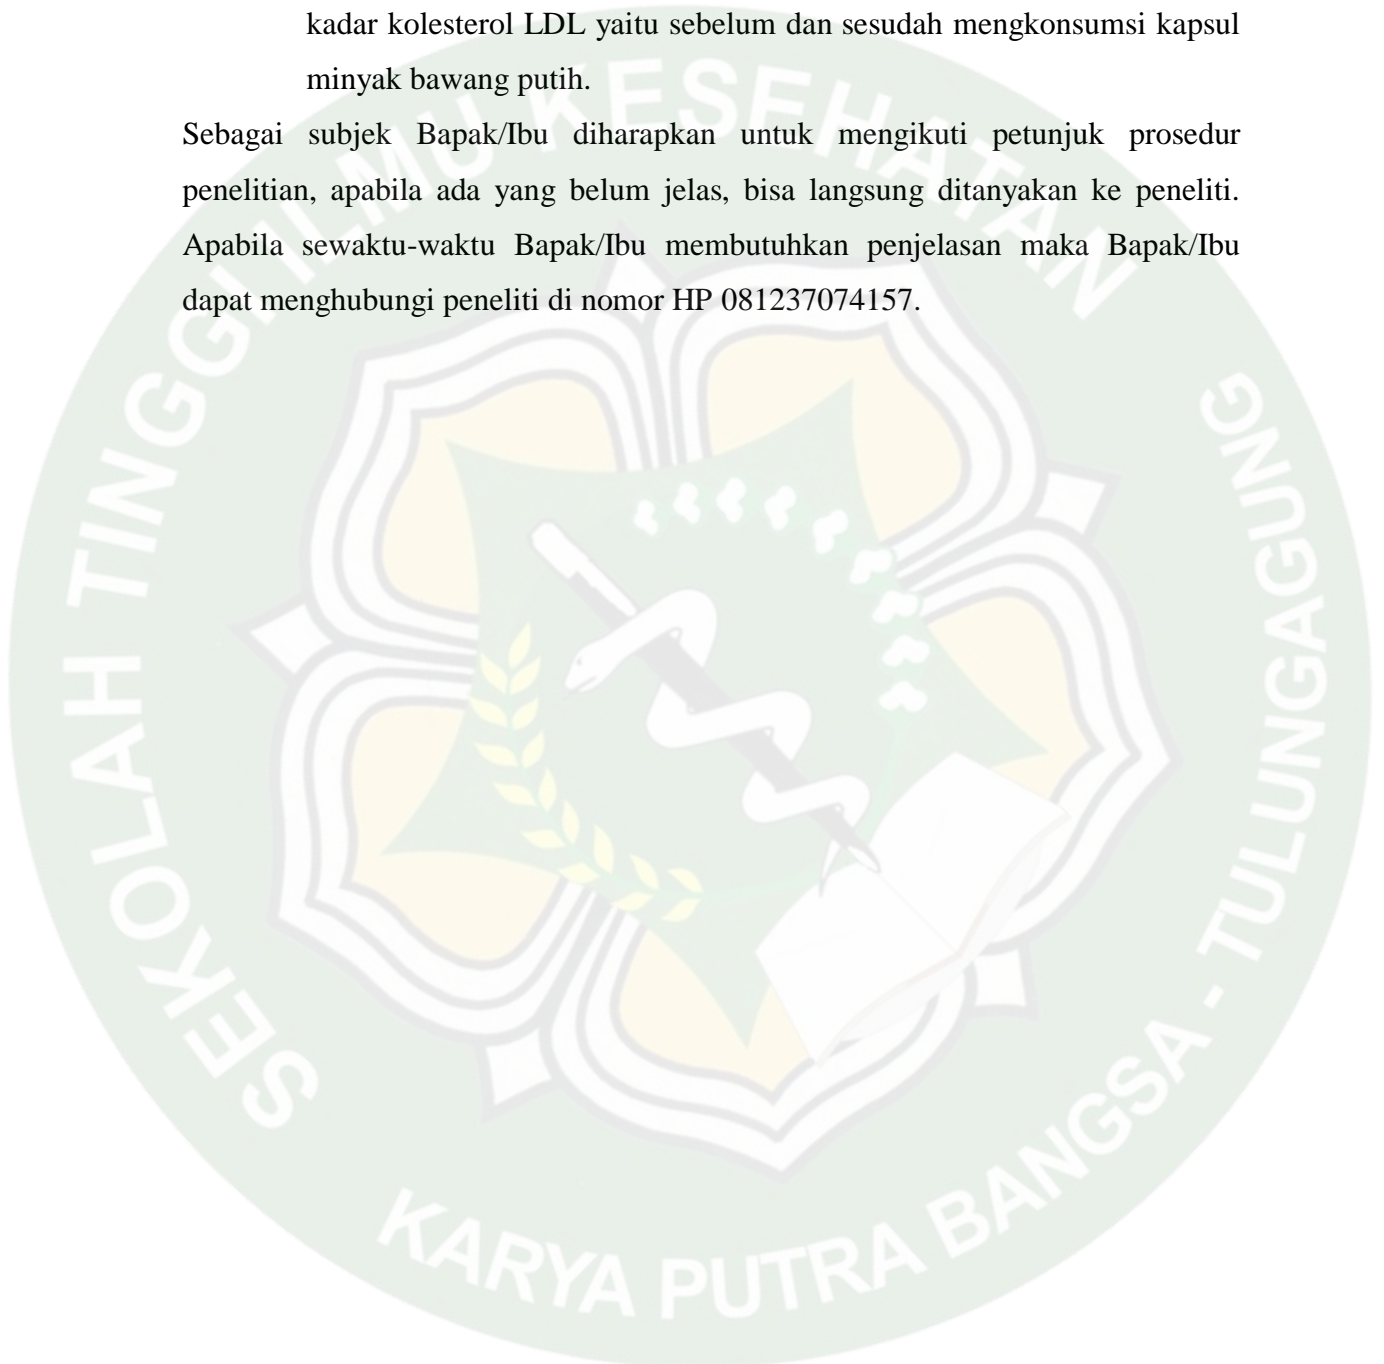 kadar kolesterol LDL yaitu sebelum dan sesudah mengkonsumsi kapsul
minyak bawang putih.
Sebagai subjek Bapak/Ibu diharapkan untuk mengikuti petunjuk prosedur
penelitian, apabila ada yang belum jelas, bisa langsung ditanyakan ke peneliti.
Apabila sewaktu-waktu Bapak/Ibu membutuhkan penjelasan maka Bapak/Ibu
dapat menghubungi peneliti di nomor HP 081237074157.
SEKOLAH TINGGI ILMU KESEHATAN
KARYA PUTRA BANGSA - TULUNGAGUNG